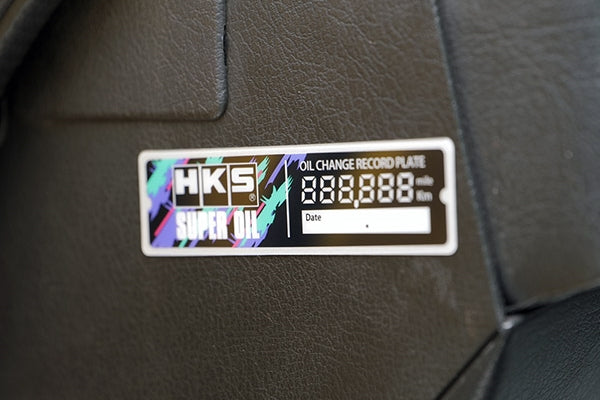 HKS®
SUPER OIL
OIL CHANGE RECORD PLATE
888,888 mile
Km
Date